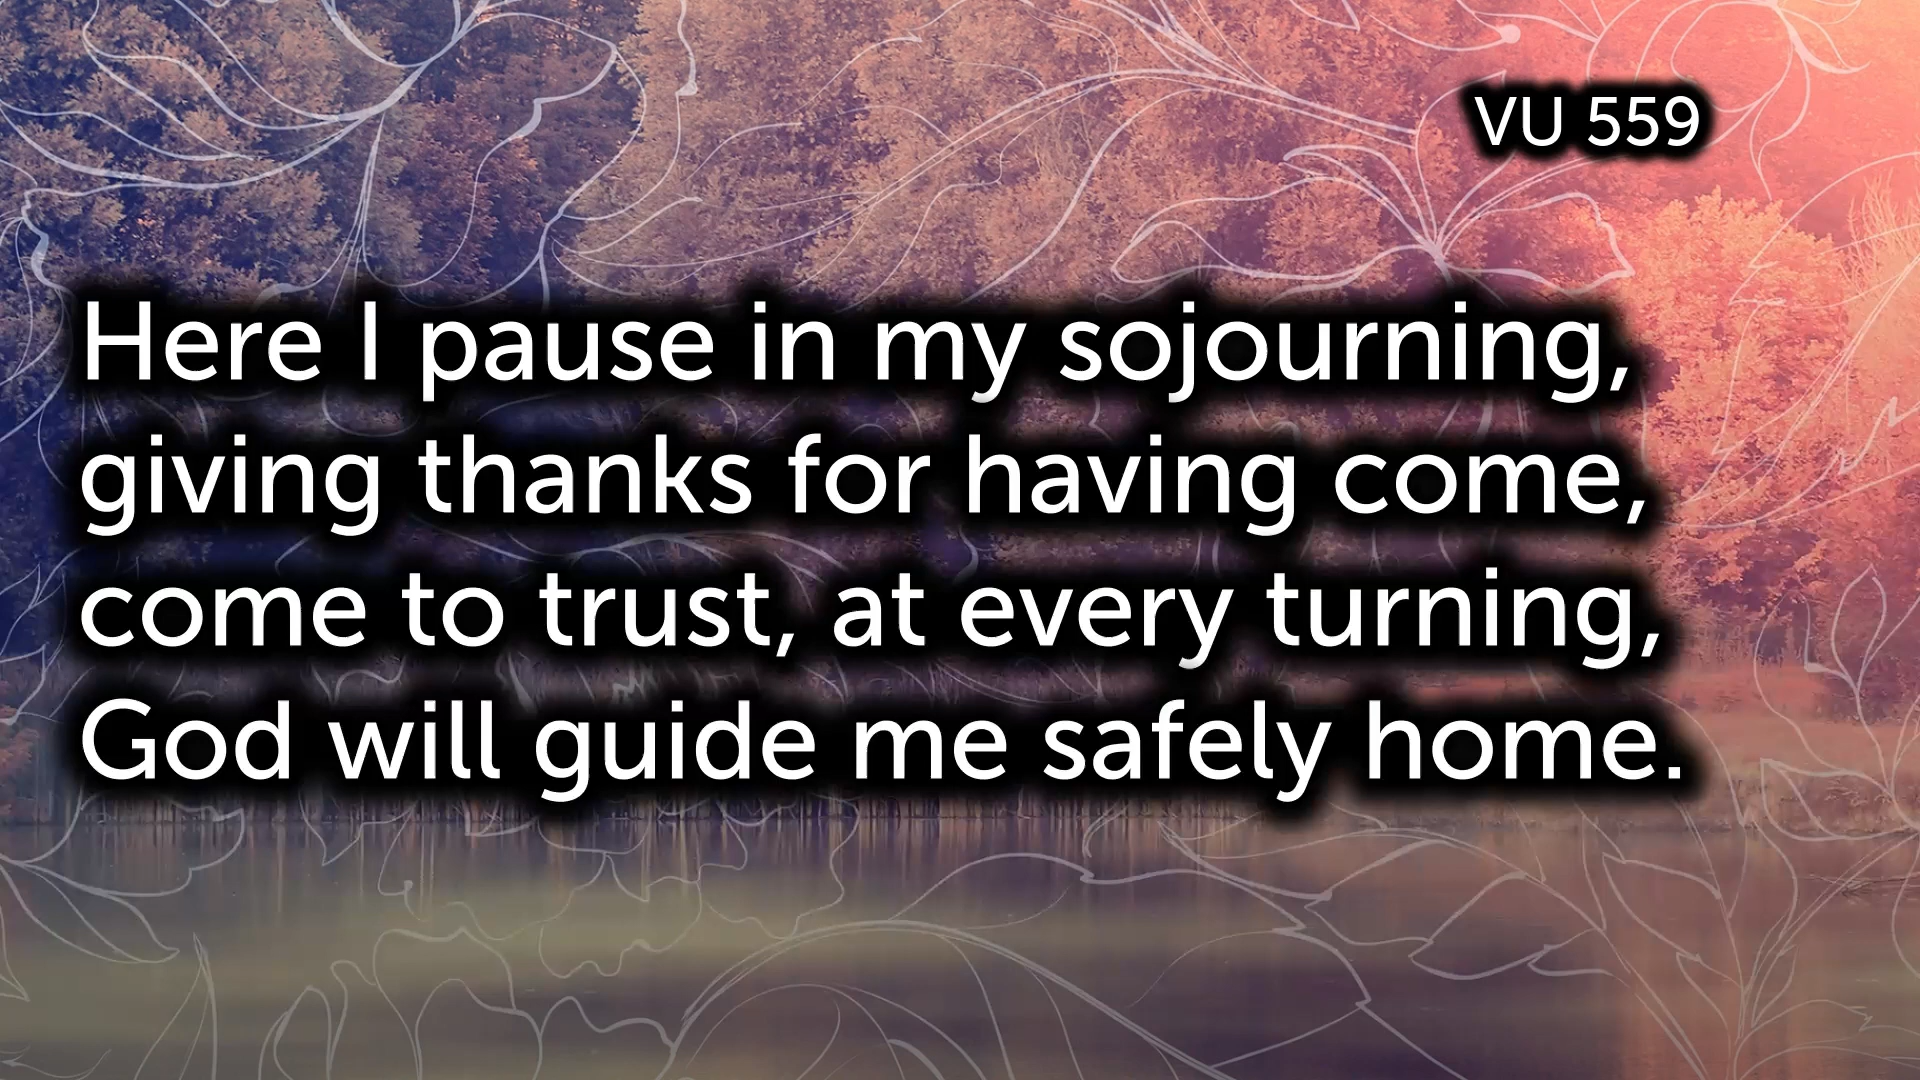 VU 559
Here I pause in my sojourning,
giving thanks for having come,
come to trust, at every turning,
God will guide me safely home.